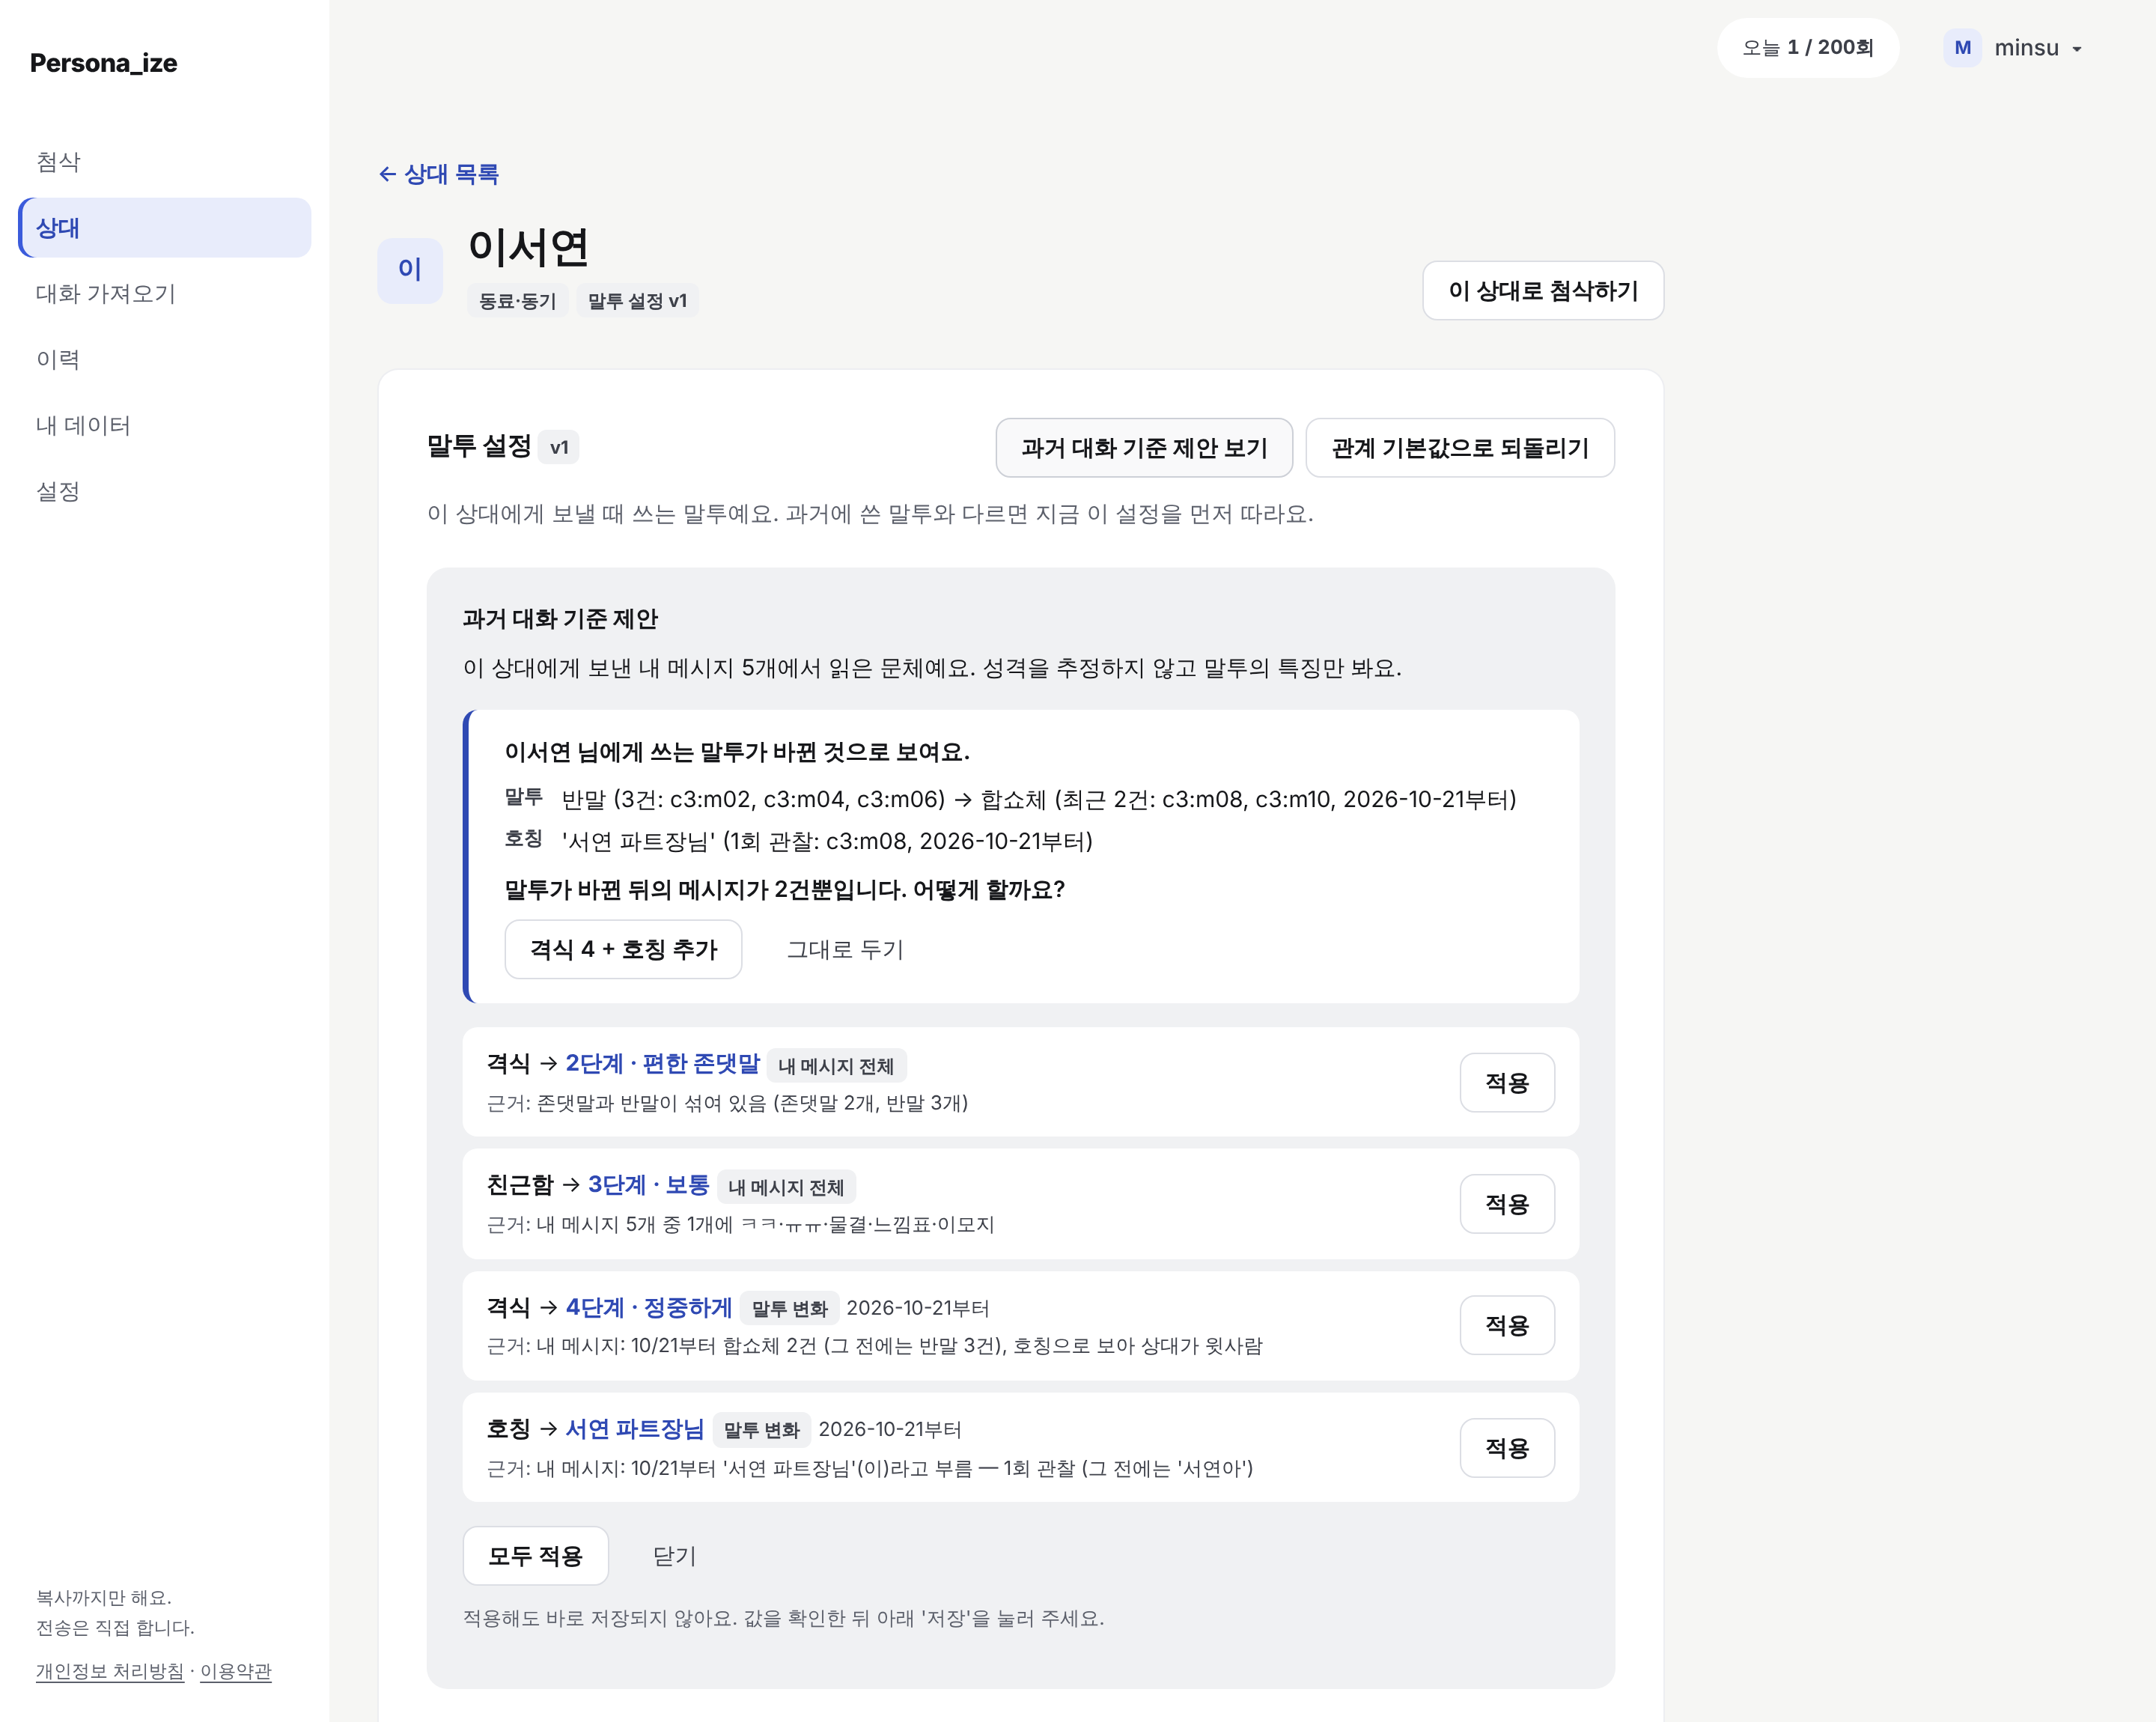 Persona_ize
오늘 1 / 200회
M minsu
첨삭
상대
대화 가져오기
이력
내 데이터
설정
← 상대 목록
이
이서연
동료·동기 말투 설정 v1
이 상대로 첨삭하기
말투 설정 v1
과거 대화 기준 제안 보기
관계 기본값으로 되돌리기
이 상대에게 보낼 때 쓰는 말투예요. 과거에 쓴 말투와 다르면 지금 이 설정을 먼저 따라요.
과거 대화 기준 제안
이 상대에게 보낸 내 메시지 5개에서 읽은 문체예요. 성격을 추정하지 않고 말투의 특징만 봐요.
이서연 님에게 쓰는 말투가 바뀐 것으로 보여요.
말투 반말 (3건: c3:m02, c3:m04, c3:m06) → 합쇼체 (최근 2건: c3:m08, c3:m10, 2026-10-21부터)
호칭 '서연 파트장님' (1회 관찰: c3:m08, 2026-10-21부터)
말투가 바뀐 뒤의 메시지가 2건뿐입니다. 어떻게 할까요?
격식 4 + 호칭 추가 그대로 두기
격식 → 2단계 · 편한 존댓말 내 메시지 전체
근거: 존댓말과 반말이 섞여 있음 (존댓말 2개, 반말 3개)
적용
친근함 → 3단계 · 보통 내 메시지 전체
근거: 내 메시지 5개 중 1개에 ㅋㅋ·ㅠㅠ·물결·느낌표·이모지
적용
격식 → 4단계 · 정중하게 말투 변화 2026-10-21부터
근거: 내 메시지: 10/21부터 합쇼체 2건 (그 전에는 반말 3건), 호칭으로 보아 상대가 윗사람
적용
호칭 → 서연 파트장님 말투 변화 2026-10-21부터
근거: 내 메시지: 10/21부터 '서연 파트장님'(이)라고 부름 — 1회 관찰 (그 전에는 '서연아')
적용
모두 적용 닫기
적용해도 바로 저장되지 않아요. 값을 확인한 뒤 아래 '저장'을 눌러 주세요.
복사까지만 해요.
전송은 직접 합니다.
개인정보 처리방침 · 이용약관